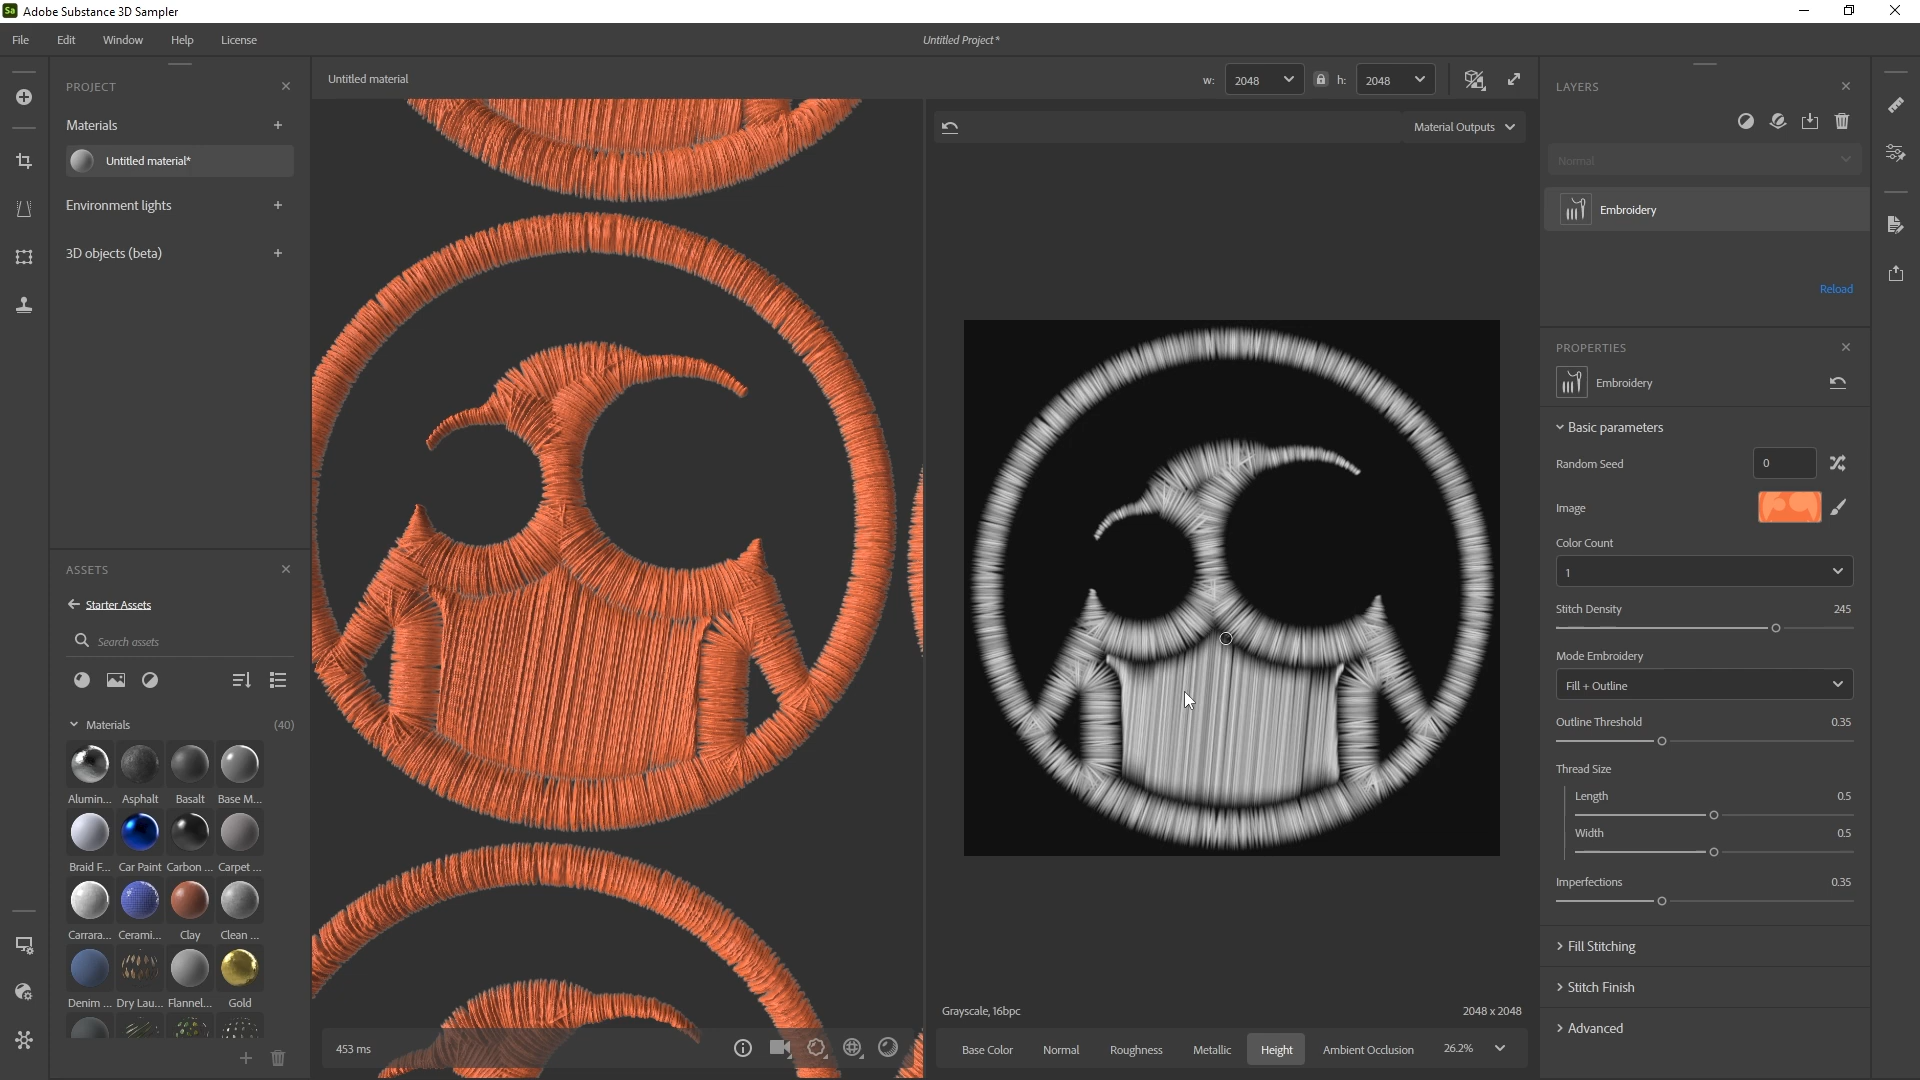 Sa Adobe Substance 3D Sampler
File Edit Window Help License
Untitled Project*
PROJECT
Materials
Untitled material*
Environment lights
3D objects (beta)
ASSETS
Starter Assets
Search assets
Materials (40)
Alumin... Asphalt Basalt Base M...
Braid F... Car Paint Carbon ... Carpet ...
Carrara... Cerami... Clay Clean ...
Denim ... Dry Lau... Flannel... Gold
Untitled material
w: 2048 h: 2048
453 ms
Material Outputs
Grayscale, 16bpc 2048 x 2048
Base Color Normal Roughness Metallic Height Ambient Occlusion 26.2%
LAYERS
Normal
Embroidery
Reload
PROPERTIES
Embroidery
Basic parameters
Random Seed 0
Image
Color Count
1
Stitch Density 245
Mode Embroidery
Fill + Outline
Outline Threshold 0.35
Thread Size
Length 0.5
Width 0.5
Imperfections 0.35
Fill Stitching
Stitch Finish
Advanced